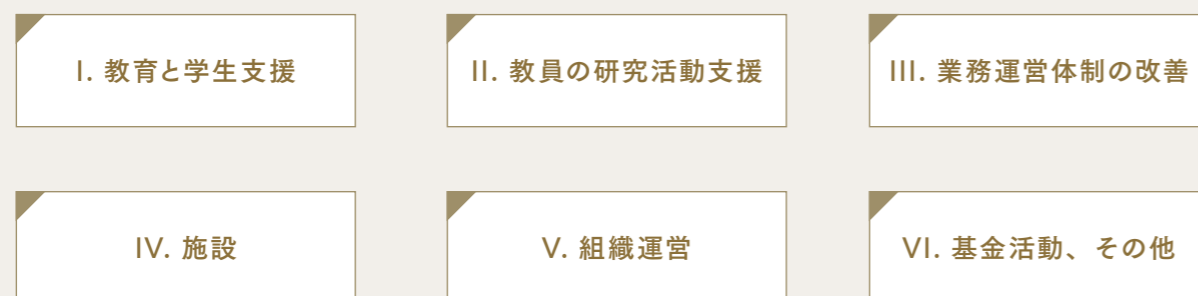 I. 教育と学生支援
II. 教員の研究活動支援
III. 業務運営体制の改善
IV. 施設
V. 組織運営
VI. 基金活動、その他